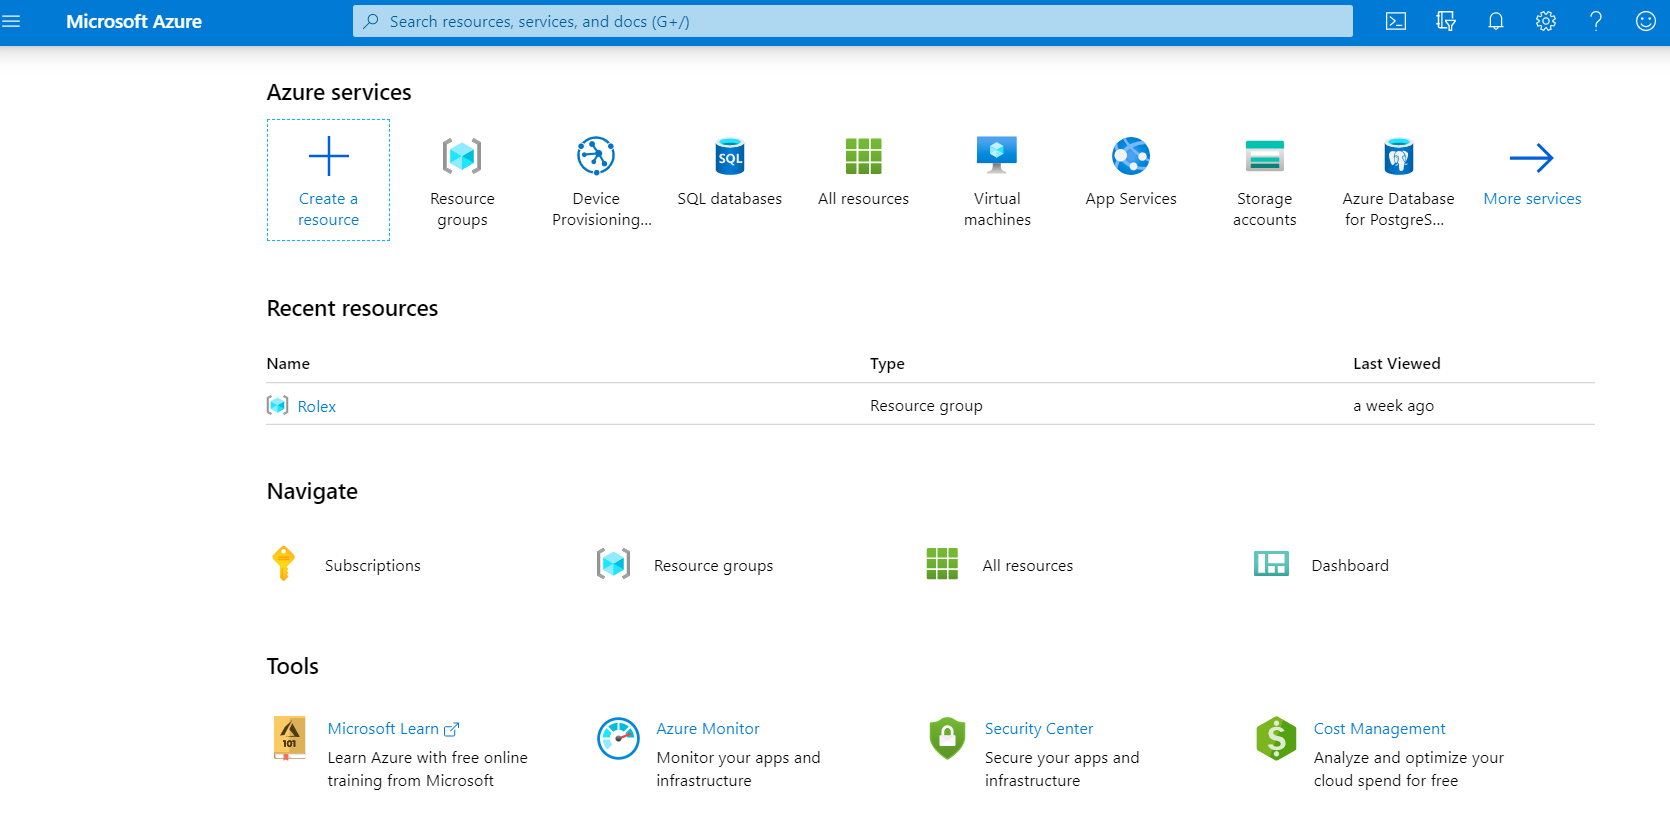 Microsoft Azure
Search resources, services, and docs (G+/)
Azure services
Create a
resource
Resource
groups
Device
Provisioning...
SQL
SQL databases
All resources
Virtual
machines
App Services
Storage
accounts
Azure Database
for PostgreS...
More services
Recent resources
Name Type Last Viewed
Rolex Resource group a week ago
Navigate
Subscriptions
Resource groups
All resources
Dashboard
Tools
101
Microsoft Learn
Learn Azure with free online
training from Microsoft
Azure Monitor
Monitor your apps and
infrastructure
Security Center
Secure your apps and
infrastructure
$
Cost Management
Analyze and optimize your
cloud spend for free